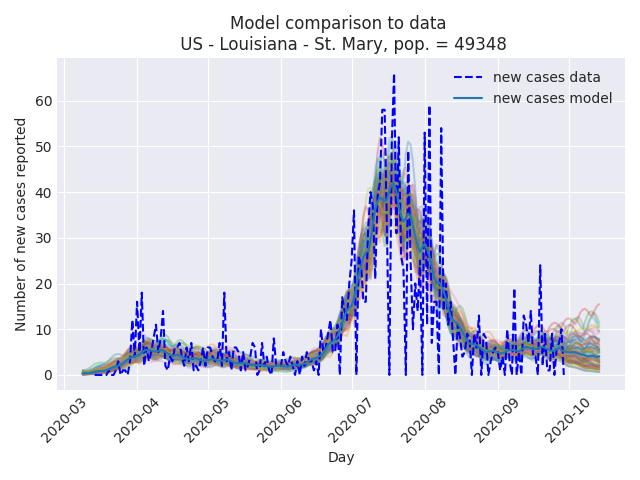 Model comparison to data
US - Louisiana - St. Mary, pop. = 49348
new cases data
new cases model
Number of new cases reported
60
50
40
30
20
10
0
2020-03
2020-04
2020-05
2020-06
2020-07
2020-08
2020-09
2020-10
Day